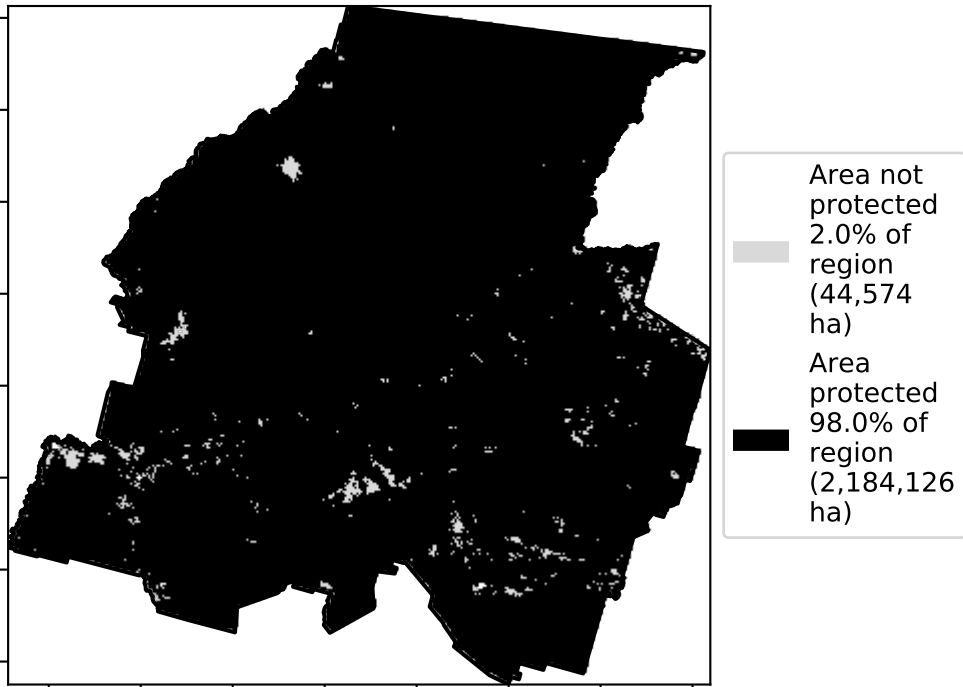 Area not
protected
2.0% of
region
(44,574
ha)
Area
protected
98.0% of
region
(2,184,126
ha)